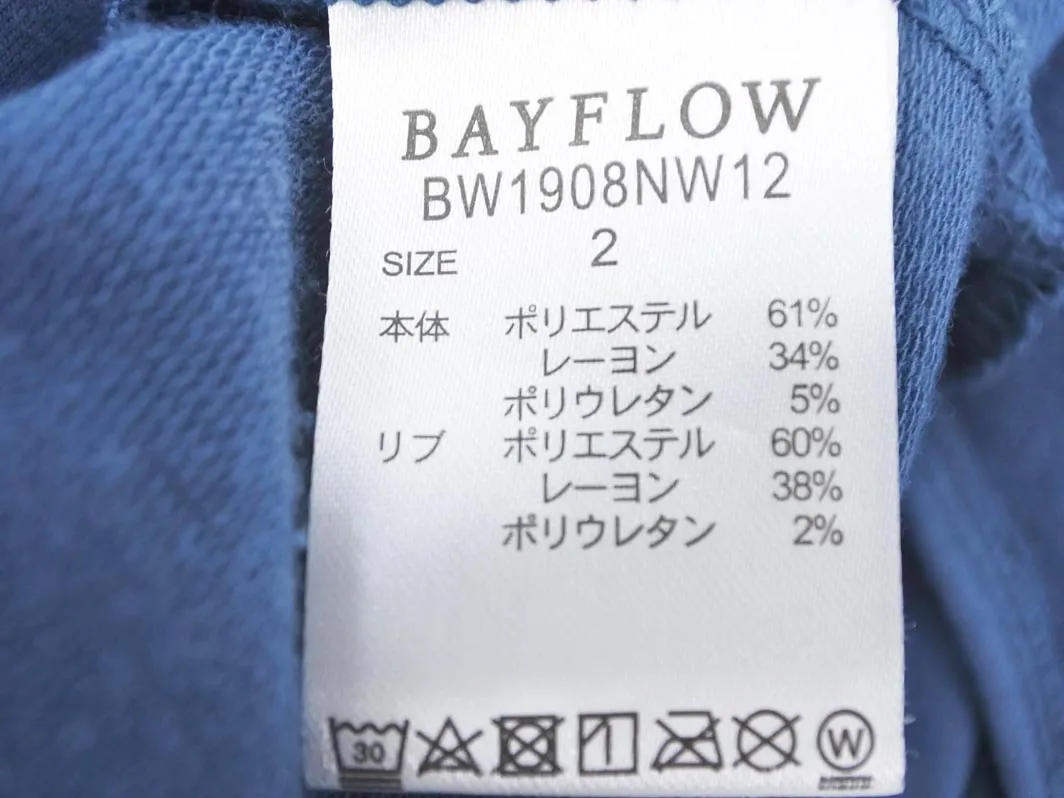 BAYFLOW
BW1908NW12
SIZE 2
本体 ポリエステル 61%
レーヨン 34%
ポリウレタン 5%
リブ ポリエステル 60%
レーヨン 38%
ポリウレタン 2%
30 W